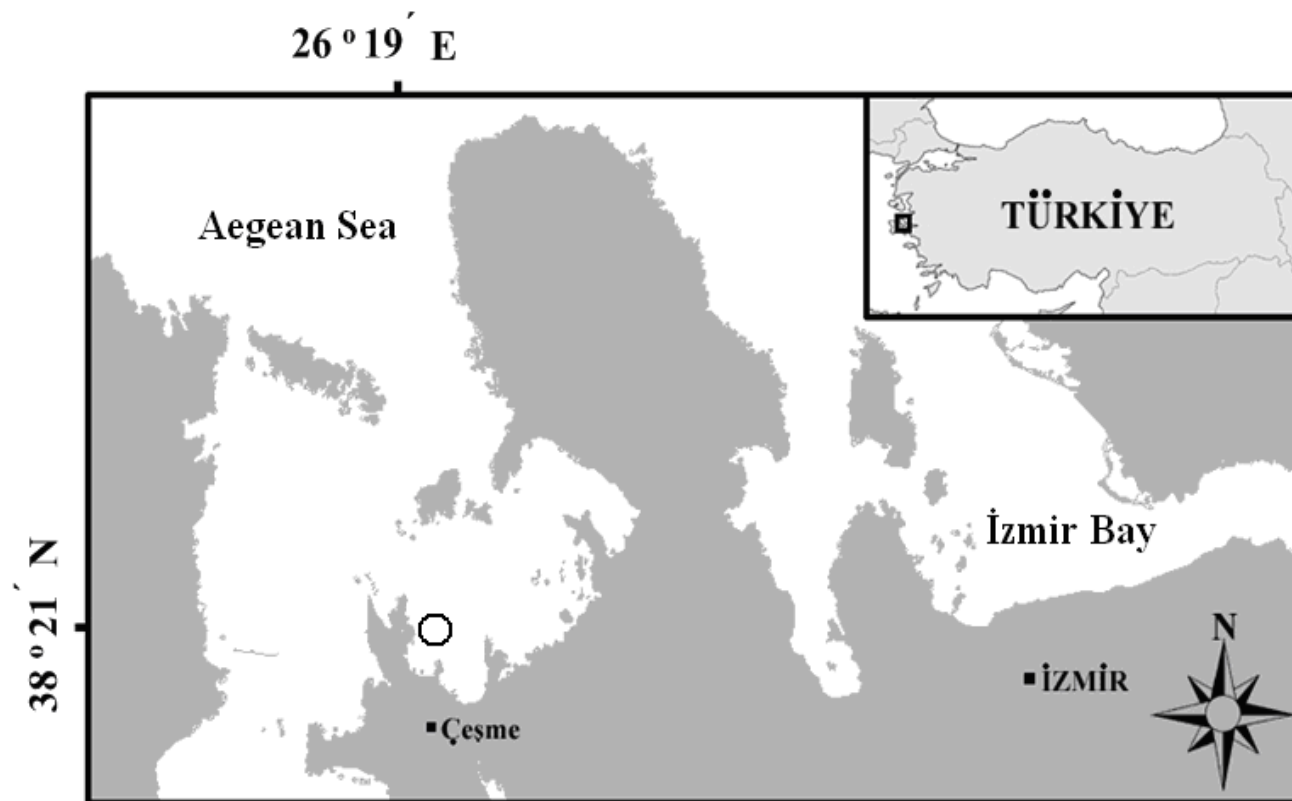 26 º 19´ E
Aegean Sea
TÜRKİYE
İzmir Bay
38 º 21´ N
N
İZMİR
Çeşme